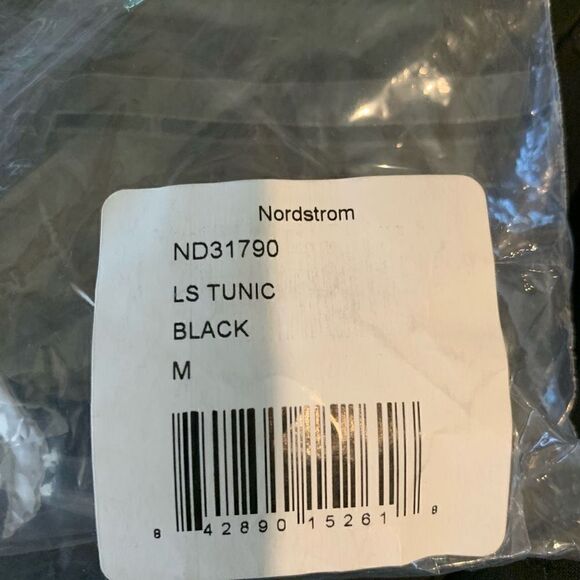 Nordstrom
ND31790
LS TUNIC
BLACK
M
8 42890 15261 8